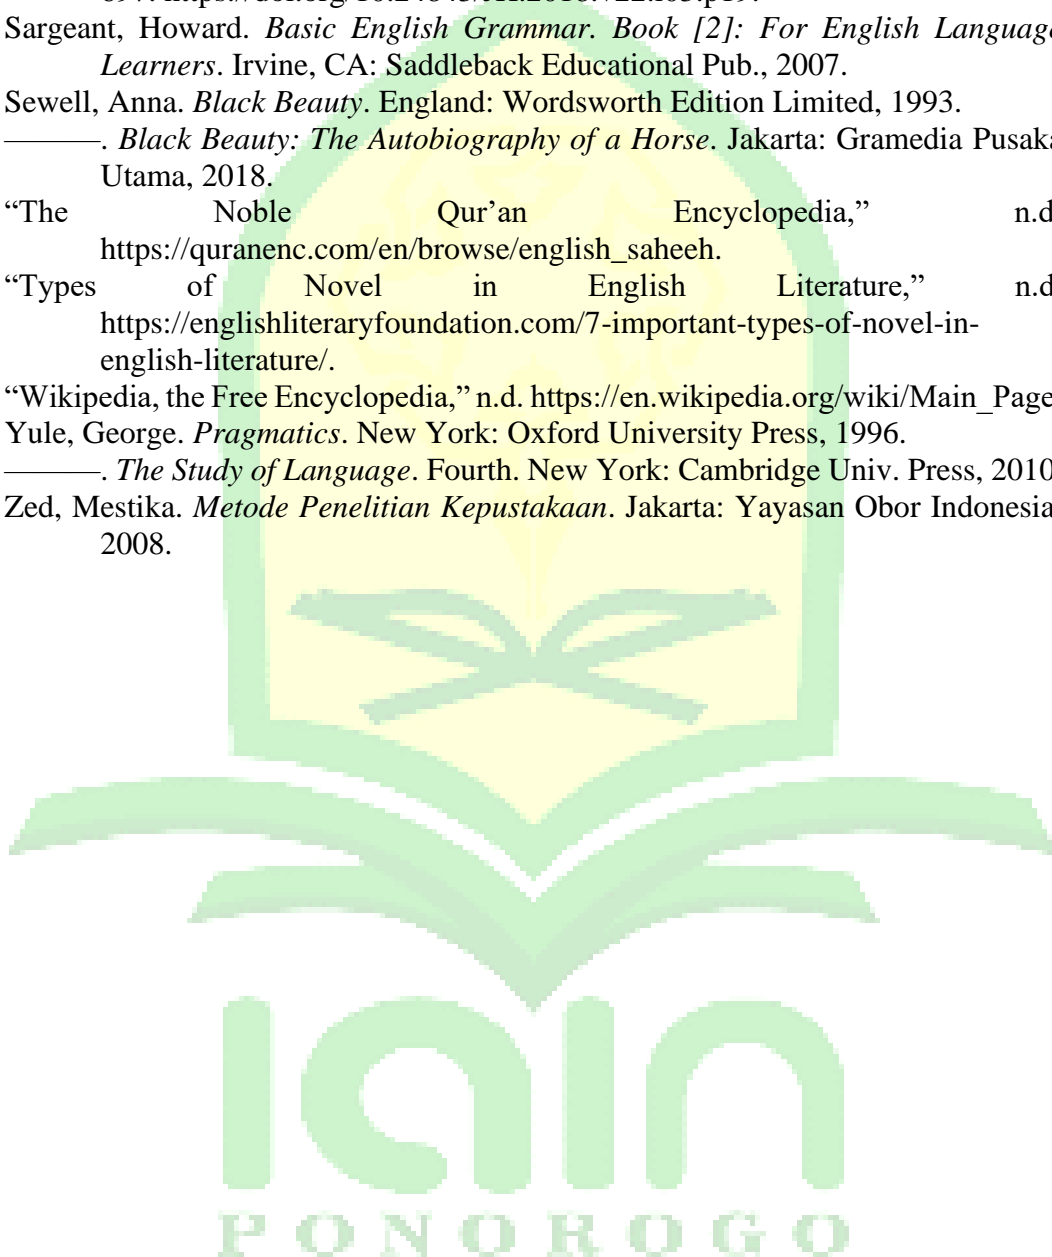 Sargeant, Howard. Basic English Grammar. Book [2]: For English Language
Learners. Irvine, CA: Saddleback Educational Pub., 2007.
Sewell, Anna. Black Beauty. England: Wordsworth Edition Limited, 1993.
———. Black Beauty: The Autobiography of a Horse. Jakarta: Gramedia Pusaka
Utama, 2018.
“The Noble Qur’an Encyclopedia,” n.d
https://quranenc.com/en/browse/english_saheeh.
“Types of Novel in English Literature,” n.d
https://englishliteraryfoundation.com/7-important-types-of-novel-in-
english-literature/.
“Wikipedia, the Free Encyclopedia,” n.d. https://en.wikipedia.org/wiki/Main_Page
Yule, George. Pragmatics. New York: Oxford University Press, 1996.
———. The Study of Language. Fourth. New York: Cambridge Univ. Press, 2010
Zed, Mestika. Metode Penelitian Kepustakaan. Jakarta: Yayasan Obor Indonesia
2008.
iain
PONOROGO